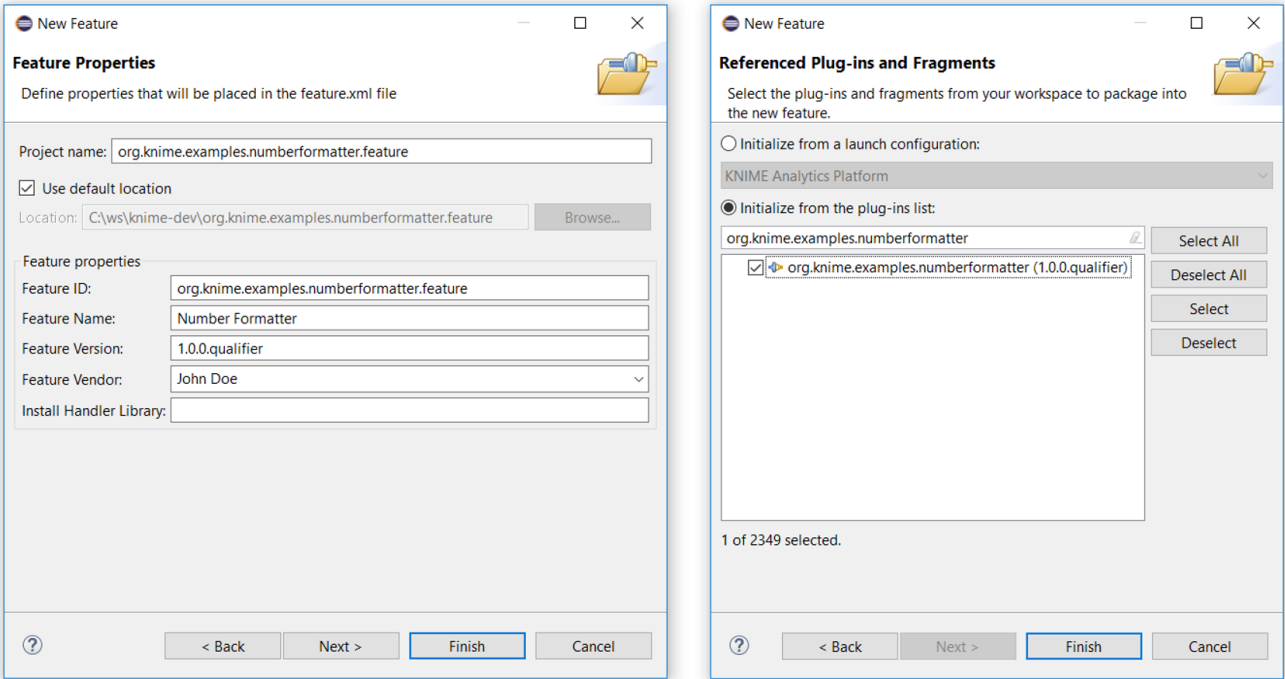 New Feature
Feature Properties
Define properties that will be placed in the feature.xml file
Project name: org.knime.examples.numberformatter.feature
Use default location
Location: C:\ws\knime-dev\org.knime.examples.numberformatter.feature Browse...
Feature properties
Feature ID: org.knime.examples.numberformatter.feature
Feature Name: Number Formatter
Feature Version: 1.0.0.qualifier
Feature Vendor: John Doe
Install Handler Library:
< Back Next > Finish Cancel
New Feature
Referenced Plug-ins and Fragments
Select the plug-ins and fragments from your workspace to package into
the new feature.
Initialize from a launch configuration:
KNIME Analytics Platform
Initialize from the plug-ins list:
org.knime.examples.numberformatter
Select All
org.knime.examples.numberformatter (1.0.0.qualifier)
Deselect All
Select
Deselect
1 of 2349 selected.
< Back Next > Finish Cancel